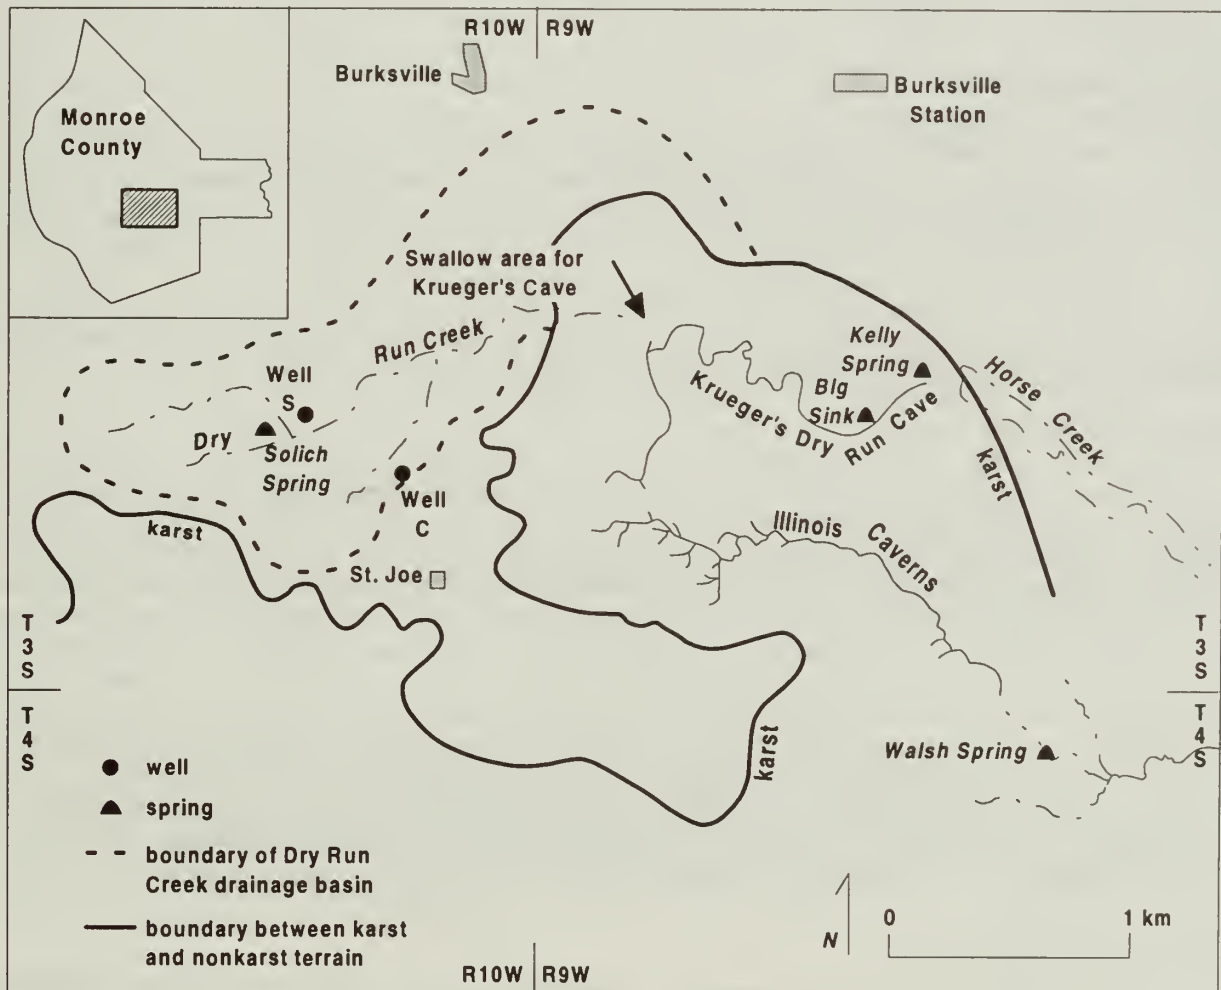 R10W R9W
Burksville
Burksville
Station
Monroe
County
Swallow area for
Krueger's Cave
Run Creek
Kelly
Spring
Horse
Creek
Well
S
Big
Sink
Krueger's Dry Run Cave
Dry
Solich
Spring
Well
C
karst
karst
Illinois Caverns
St. Joe
T
3
S
T
3
S
T
4
S
T
4
S
karst
Walsh Spring
well
spring
boundary of Dry Run
Creek drainage basin
boundary between karst
and nonkarst terrain
N
0 1 km
R10W R9W